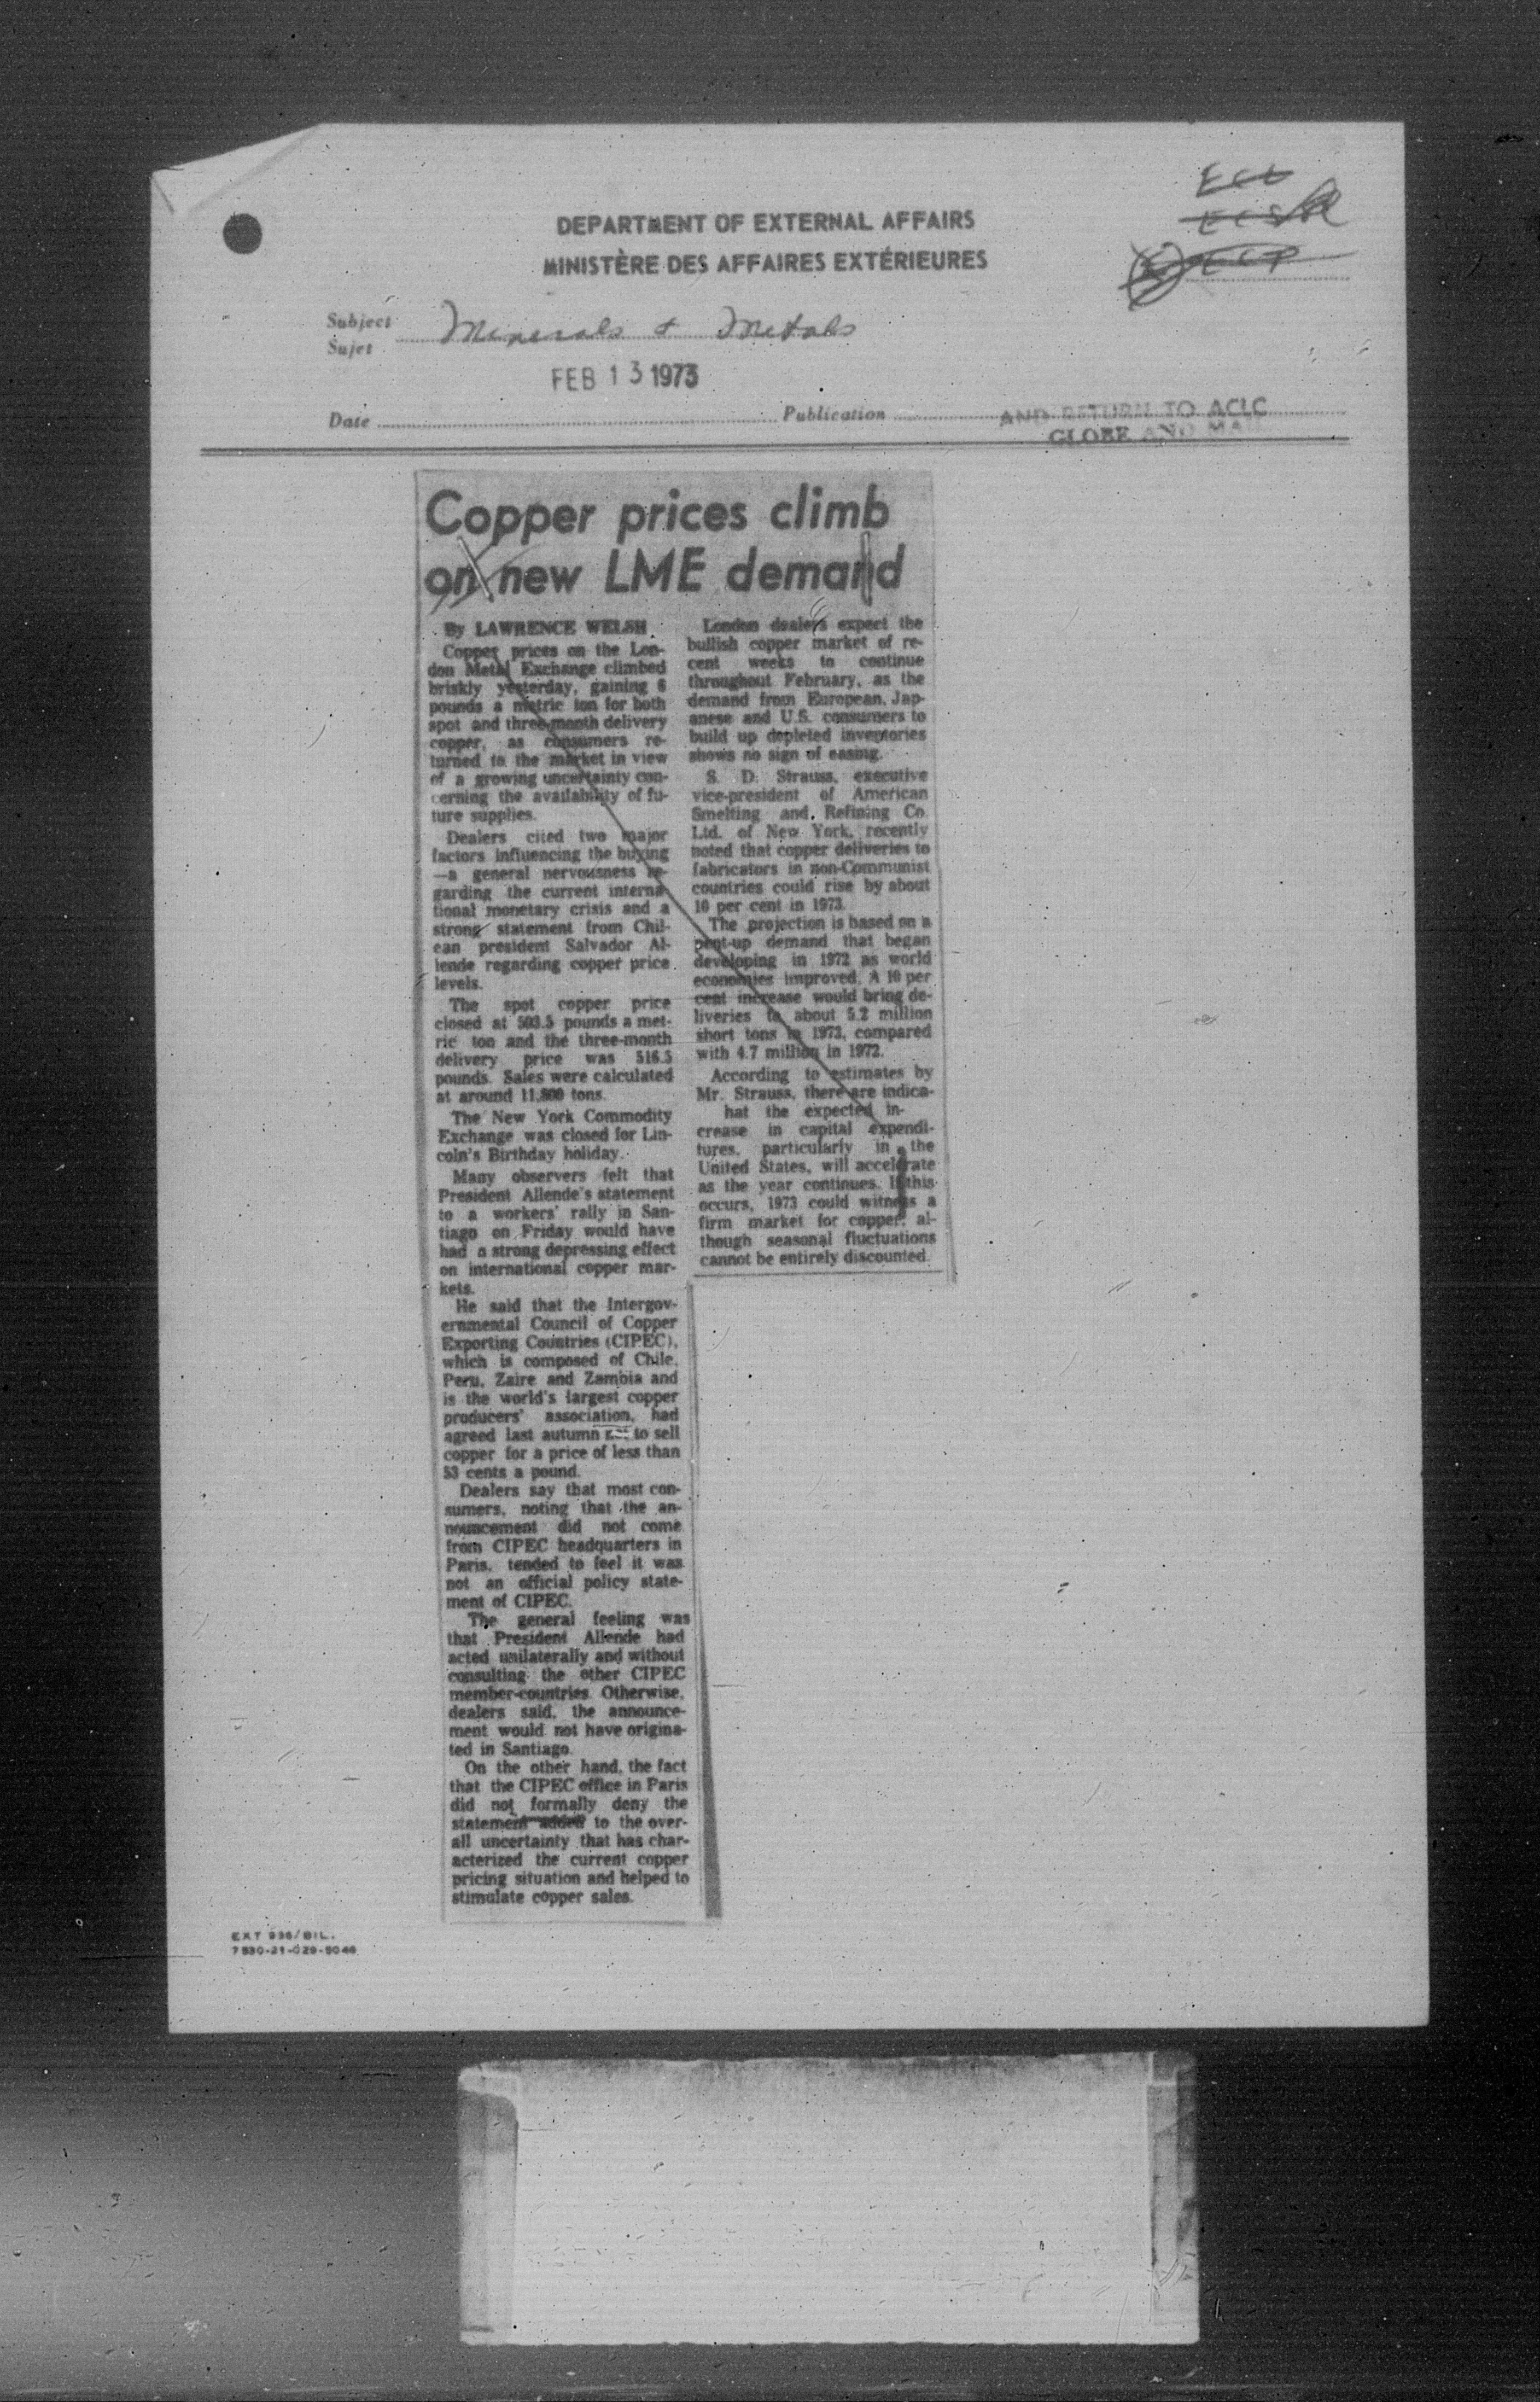 ECL
DEPARTMENT OF EXTERNAL AFFAIRS
MINISTÈRE DES AFFAIRES EXTÉRIEURES
Subject
Sujet
Minerals & Metals
FEB 13 1973
Date
Publication
AND RETURN TO ACLC
GLOBE AND MAIL
Copper prices climb
on new LME demand
By LAWRENCE WELSH
Copper prices on the Lon-
don Metal Exchange climbed
briskly yesterday, gaining 6
pounds a metric ton for both
spot and three-month delivery
copper, as consumers re-
turned to the market in view
of a growing uncertainty con-
cerning the availability of fu-
ture supplies.
Dealers cited two major
factors influencing the buying
—a general nervousness re-
garding the current interna-
tional monetary crisis and a
strong statement from Chil-
ean president Salvador Al-
lende regarding copper price
levels.
The spot copper price
closed at 503.5 pounds a met-
ric ton and the three-month
delivery price was 516.5
pounds. Sales were calculated
at around 11,800 tons.
The New York Commodity
Exchange was closed for Lin-
coln's Birthday holiday.
Many observers felt that
President Allende's statement
to a workers' rally in San-
tiago on Friday would have
had a strong depressing effect
on international copper mar-
kets.
He said that the Intergov-
ernmental Council of Copper
Exporting Countries (CIPEC),
which is composed of Chile,
Peru, Zaire and Zambia and
is the world's largest copper
producers' association, had
agreed last autumn to sell
copper for a price of less than
53 cents a pound.
Dealers say that most con-
sumers, noting that the an-
nouncement did not come
from CIPEC headquarters in
Paris, tended to feel it was
not an official policy state-
ment of CIPEC.
The general feeling was
that President Allende had
acted unilaterally and without
consulting the other CIPEC
member-countries. Otherwise,
dealers said, the announce-
ment would not have origina-
ted in Santiago.
On the other hand, the fact
that the CIPEC office in Paris
did not formally deny the
statement added to the over-
all uncertainty that has char-
acterized the current copper
pricing situation and helped to
stimulate copper sales.
London dealers expect the
bullish copper market of re-
cent weeks to continue
throughout February, as the
demand from European, Jap-
anese and U.S. consumers to
build up depleted inventories
shows no sign of easing.
S. D. Strauss, executive
vice-president of American
Smelting and Refining Co.
Ltd. of New York, recently
noted that copper deliveries to
fabricators in non-Communist
countries could rise by about
10 per cent in 1973.
The projection is based on a
pent-up demand that began
developing in 1972 as world
economies improved. A 10 per
cent increase would bring de-
liveries to about 5.2 million
short tons in 1973, compared
with 4.7 million in 1972.
According to estimates by
Mr. Strauss, there are indica-
hat the expected in-
crease in capital expendi-
tures, particularly in the
United States, will accelerate
as the year continues. If this
occurs, 1973 could witness a
firm market for copper, al-
though seasonal fluctuations
cannot be entirely discounted.
EXT 936/BIL.
7530-21-029-5046